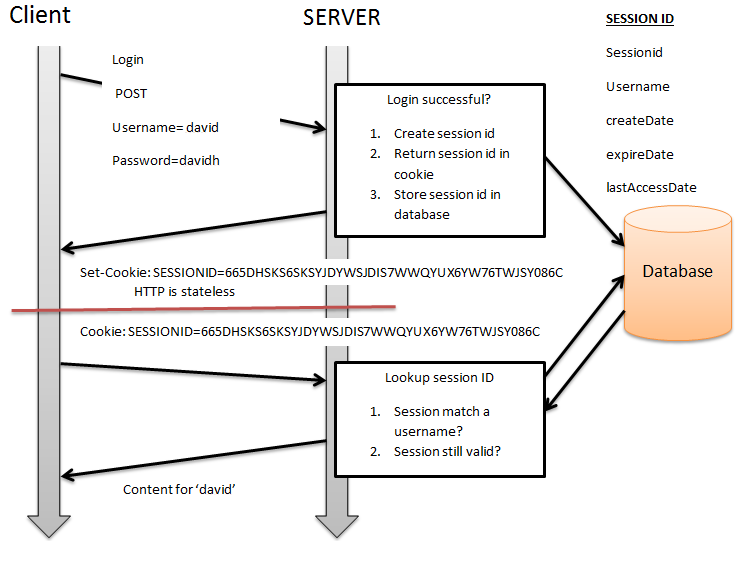 Client
SERVER
SESSION ID
Sessionid
Username
createDate
expireDate
lastAccessDate
Login
POST
Username= david
Password=davidh
Login successful?
1. Create session id
2. Return session id in
cookie
3. Store session id in
database
Database
Set-Cookie: SESSIONID=665DHSKS6SKSYJDYWSJDIS7WWQYUX6YW76TWJSY086C
HTTP is stateless
Cookie: SESSIONID=665DHSKS6SKSYJDYWSJDIS7WWQYUX6YW76TWJSY086C
Lookup session ID
1. Session match a
username?
2. Session still valid?
Content for ‘david’